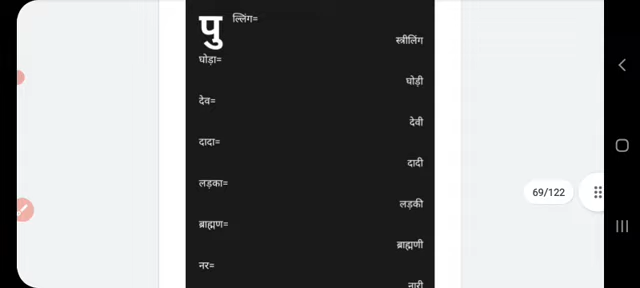 पुल्लिंग=
स्त्रीलिंग
घोड़ा=
घोड़ी
देव=
देवी
दादा=
दादी
लड़का=
69/122
लड़की
ब्राह्मण=
ब्राह्मणी
नर=
नारी